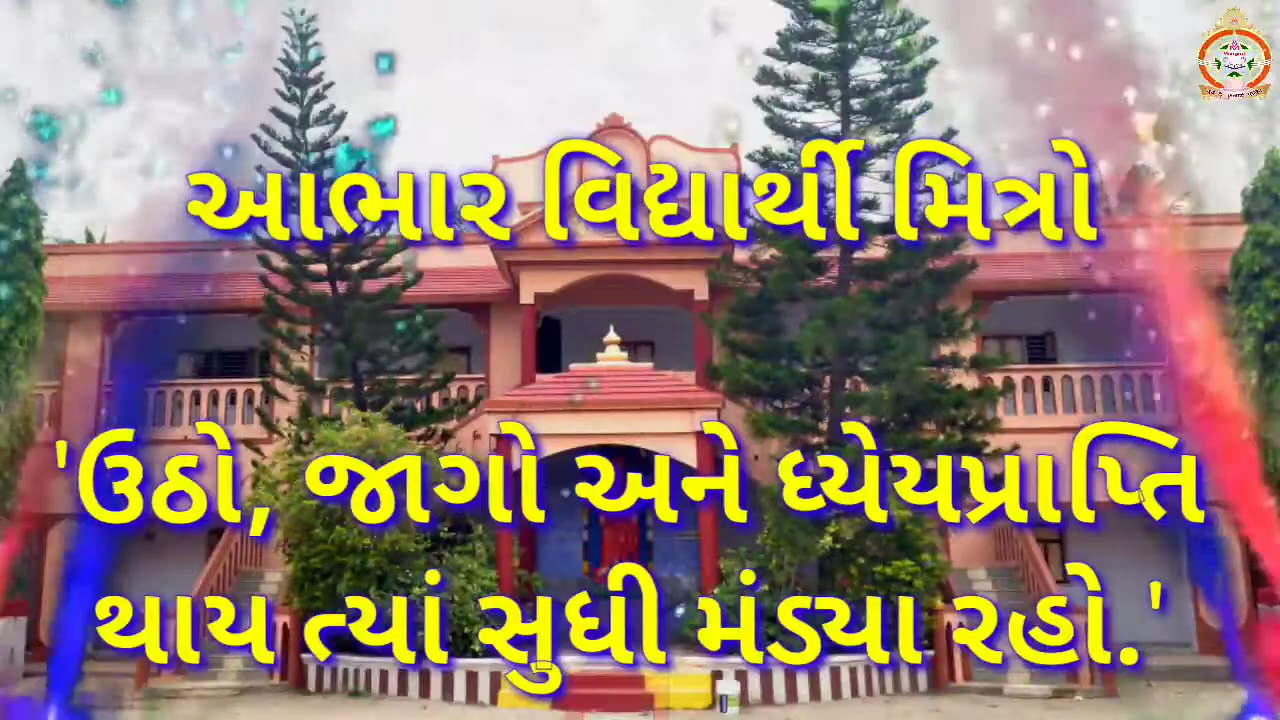 આભાર વિદ્યાર્થી મિત્રો
'ઉઠો, જાગો અને ધ્યેયપ્રાપ્તિ
થાય ત્યાં સુધી મંડ્યા રહો.'